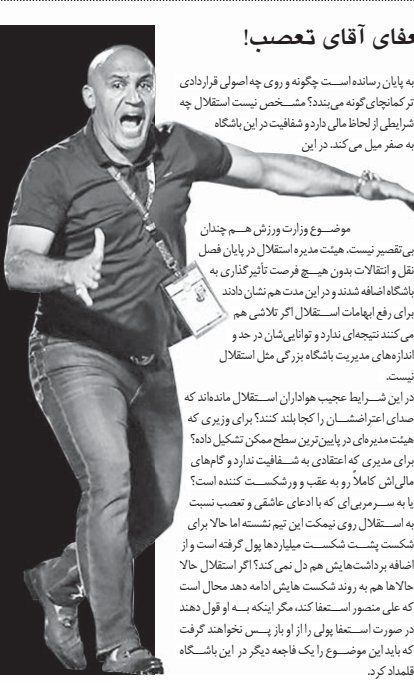 عفای آقای تعصب!
به پایان رسانده است چگونه و روی چه اصولی قراردادی
ترکمانچای‌گونه می‌بندد؟ مشخص نیست استقلال چه
شرایطی از لحاظ مالی دارد و شفافیت در این باشگاه
به صفر میل می‌کند. در این
موضوع وزارت ورزش هم چندان
بی‌تقصیر نیست. هیئت مدیره استقلال در پایان فصل
نقل و انتقالات بدون هیچ فرصت تأثیرگذاری به
باشگاه اضافه شدند و در این مدت هم نشان دادند
برای رفع ابهامات استقلال اگر تلاشی هم
می‌کنند نتیجه‌ای ندارد و توانایی‌شان در حد و
اندازه‌های مدیریت باشگاه بزرگی مثل استقلال
نیست.
در این شرایط عجیب هواداران استقلال مانده‌اند که
صدای اعتراضشان را کجا بلند کنند؟ برای وزیری که
هیئت مدیره‌ای در پایین‌ترین سطح ممکن تشکیل داده؟
برای مدیری که اعتقادی به شفافیت ندارد و گام‌های
مالی‌اش کاملاً رو به عقب و ورشکست کننده است؟
یا به سرمربی‌ای که با ادعای عاشقی و تعصب نسبت
به استقلال روی نیمکت این تیم نشسته اما حالا برای
شکست پشت شکست میلیاردها پول گرفته است و از
اضافه برداشت‌هایش هم دل نمی‌کند؟ اگر استقلال حالا
حالاها هم به روند شکست هایش ادامه دهد محال است
که علی منصور استعفا کند، مگر اینکه به او قول دهند
در صورت استعفا پولی را از او باز پس نخواهند گرفت
که باید این موضوع را یک فاجعه دیگر در این باشگاه
قلمداد کرد.